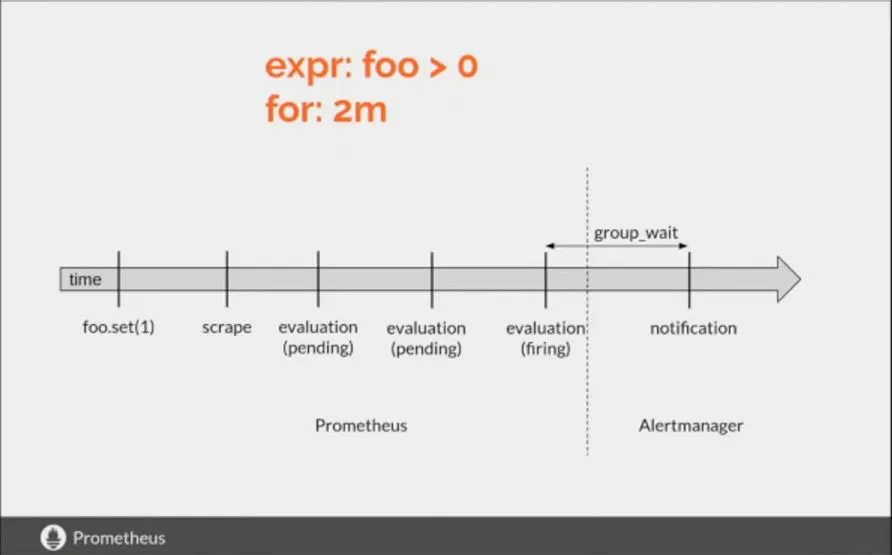 expr: foo > 0
for: 2m
group_wait
time
foo.set(1)
scrape
evaluation
(pending)
evaluation
(pending)
evaluation
(firing)
notification
Prometheus
Alertmanager
Prometheus